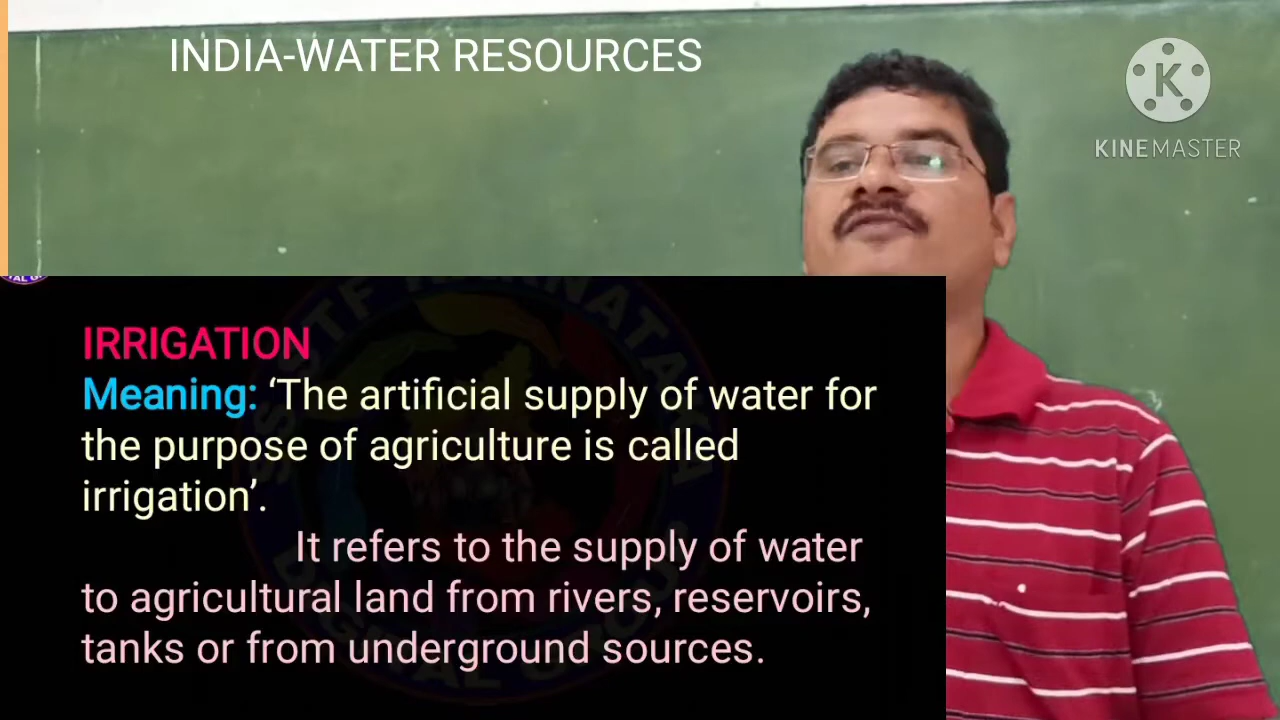 INDIA-WATER RESOURCES
K
KINEMASTER
IRRIGATION
Meaning: ‘The artificial supply of water for
the purpose of agriculture is called
irrigation’.
It refers to the supply of water
to agricultural land from rivers, reservoirs,
tanks or from underground sources.